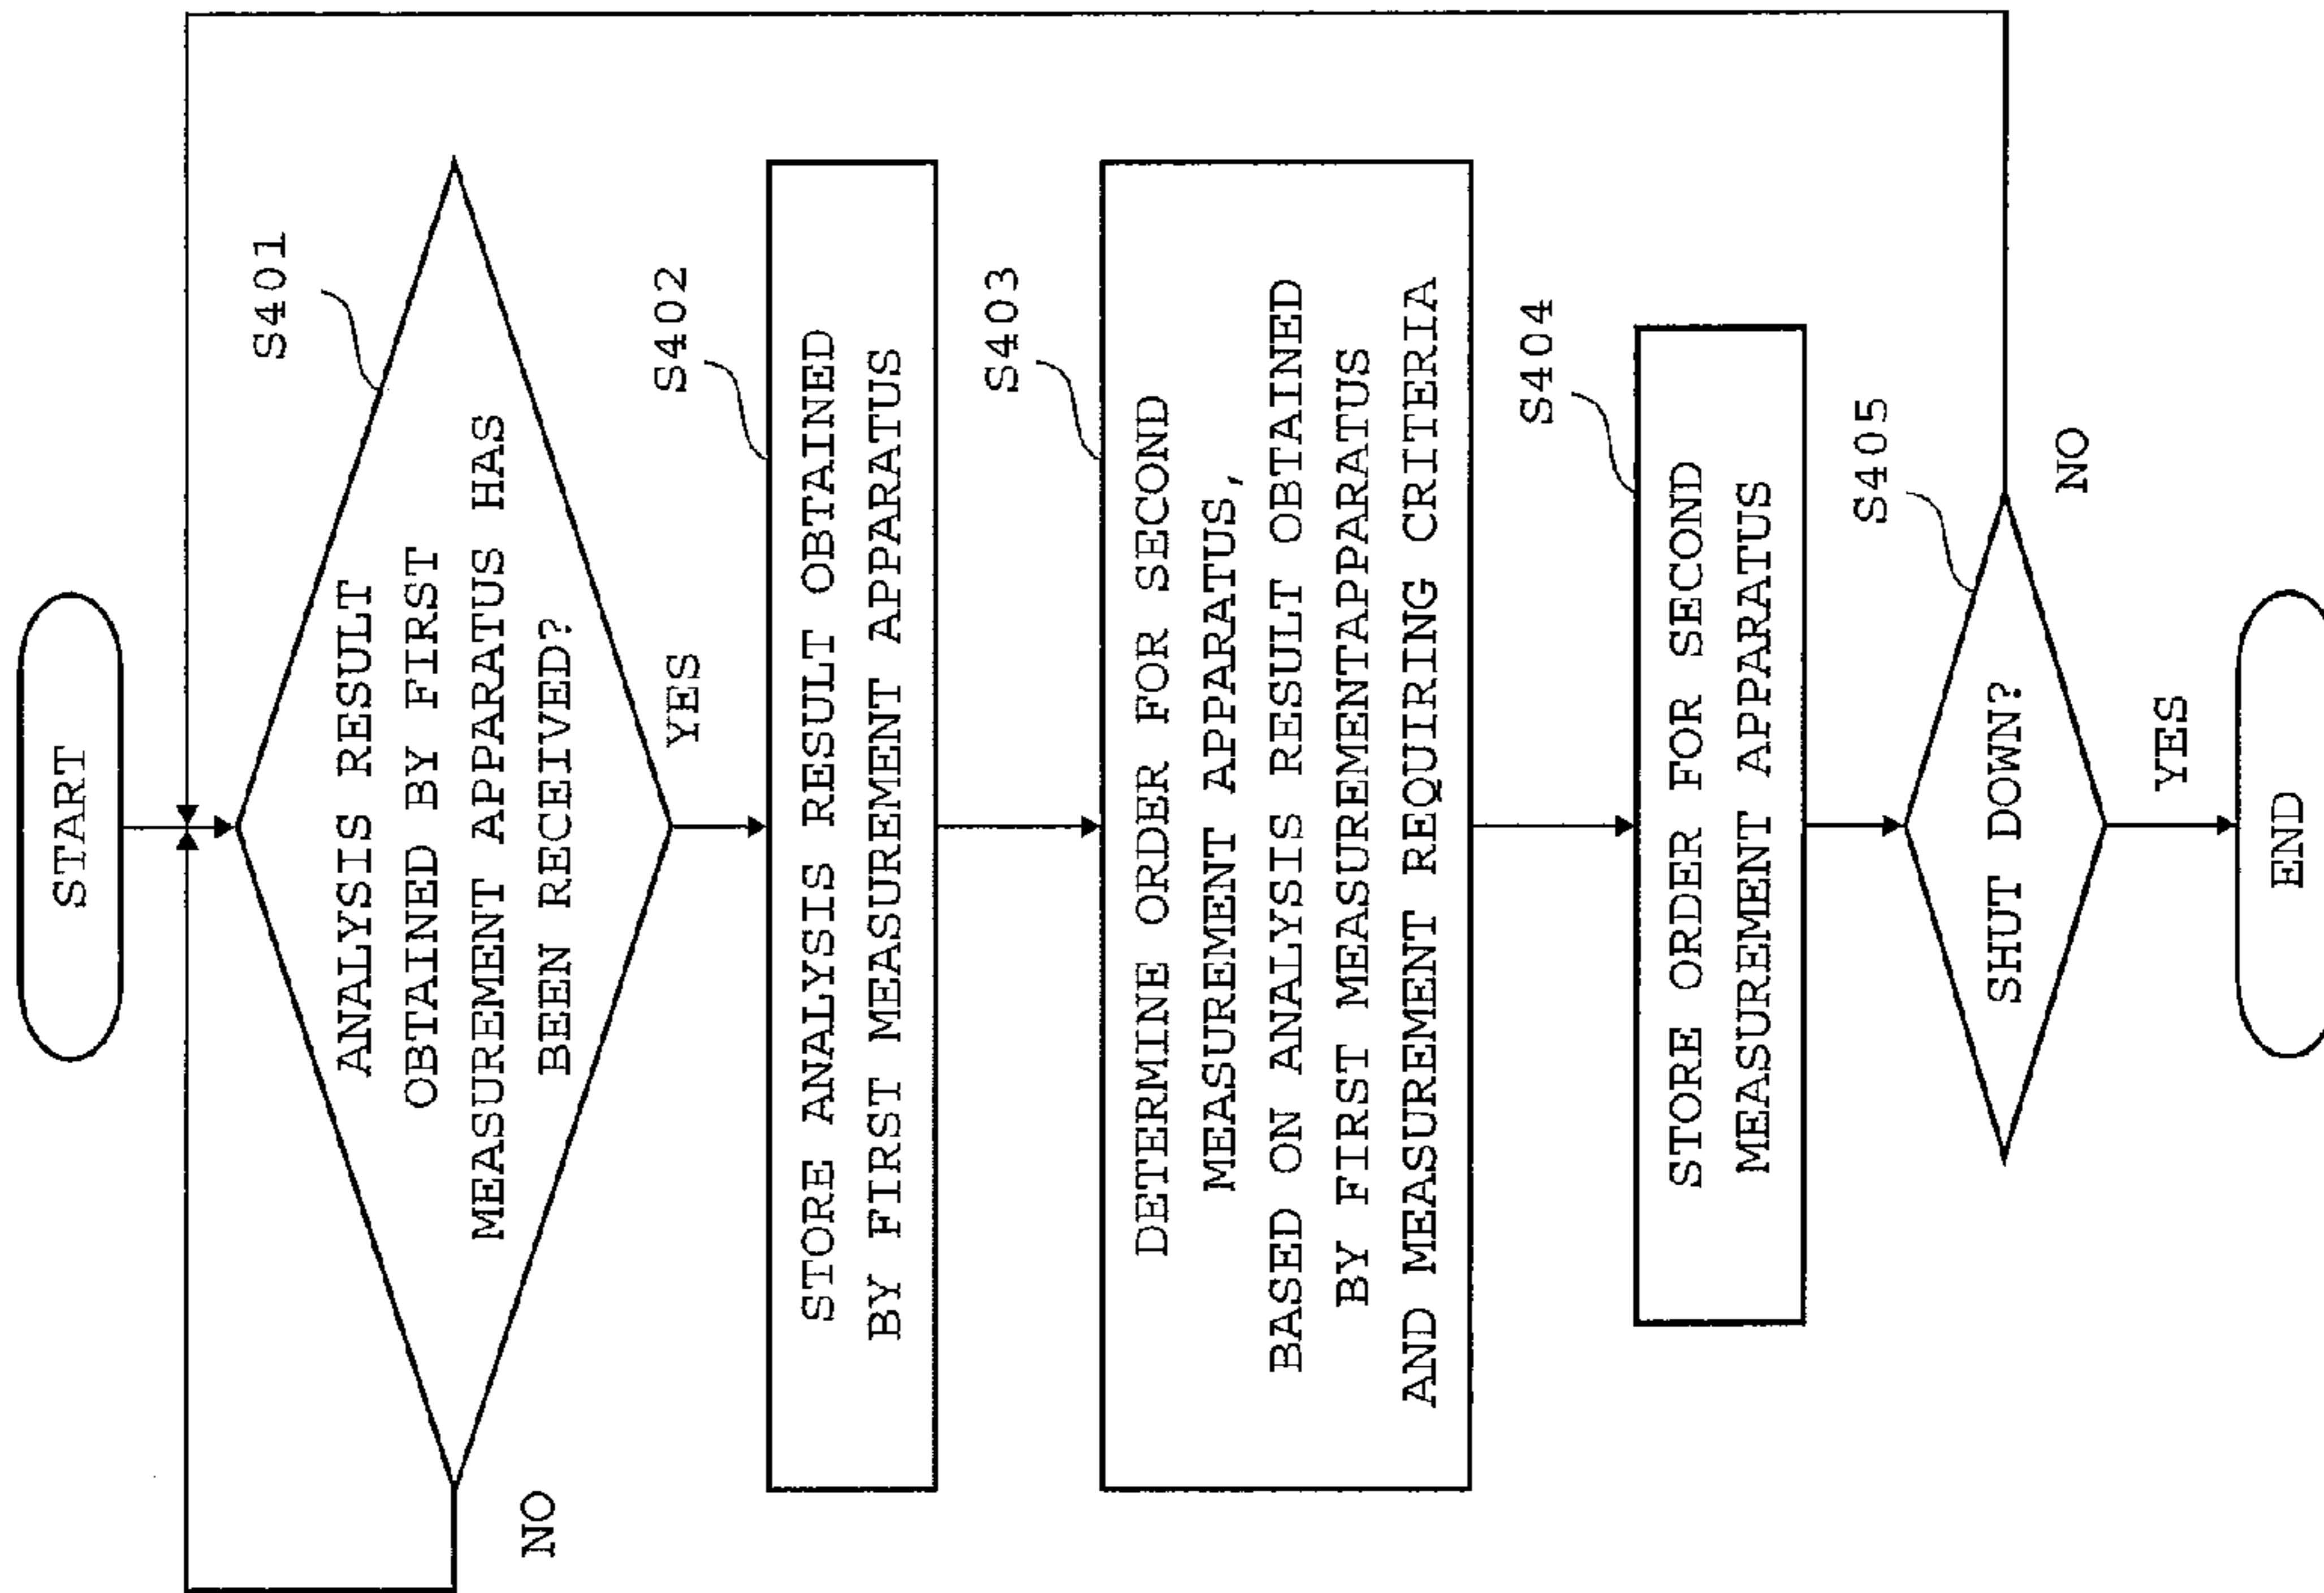 START
S401
ANALYSIS RESULT
OBTAINED BY FIRST
MEASUREMENT APPARATUS HAS
BEEN RECEIVED?
NO
YES
S402
STORE ANALYSIS RESULT OBTAINED
BY FIRST MEASUREMENT APPARATUS
S403
DETERMINE ORDER FOR SECOND
MEASUREMENT APPARATUS,
BASED ON ANALYSIS RESULT OBTAINED
BY FIRST MEASUREMENTAPPARATUS
AND MEASUREMENT REQUIRING CRITERIA
S404
STORE ORDER FOR SECOND
MEASUREMENT APPARATUS
S405
SHUT DOWN?
NO
YES
END